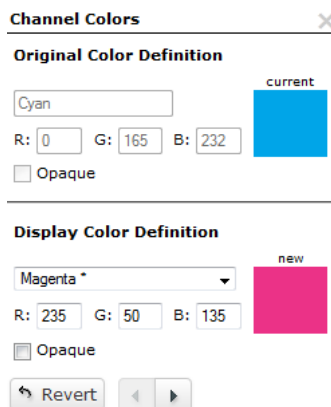 Channel Colors
Original Color Definition
current
Cyan
R: 0 G: 165 B: 232
Opaque
Display Color Definition
new
Magenta *
R: 235 G: 50 B: 135
Opaque
Revert